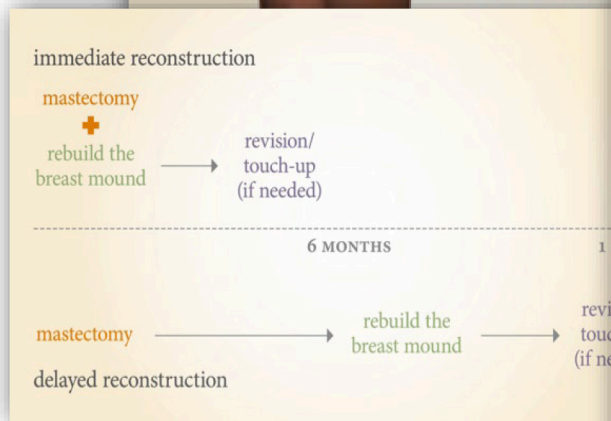 immediate reconstruction
mastectomy
rebuild the
breast mound
revision/
touch-up
(if needed)
6 MONTHS
1
mastectomy
rebuild the
breast mound
delayed reconstruction